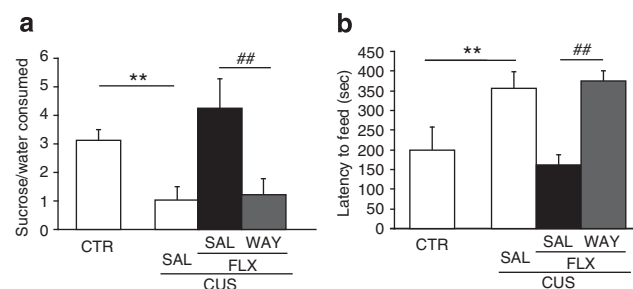 a
Sucrose/water consumed
6
5
4
3
2
1
0
**
##
CTR
SAL
SAL WAY
FLX
CUS
b
Latency to feed (sec)
450
400
350
300
250
200
150
100
50
0
**
##
CTR
SAL
SAL WAY
FLX
CUS